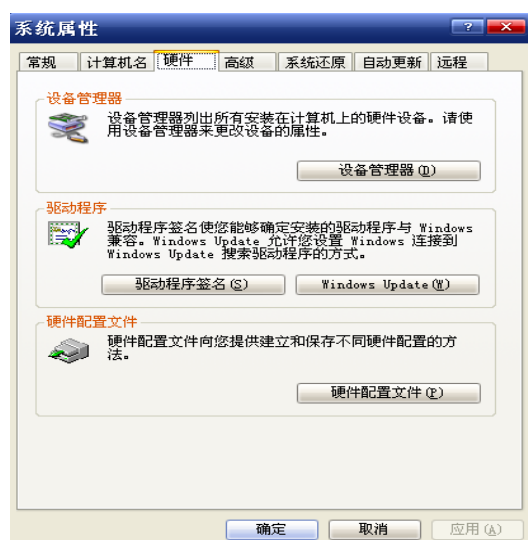 系统属性
常规 计算机名 硬件 高级 系统还原 自动更新 远程
设备管理器
设备管理器列出所有安装在计算机上的硬件设备。请使
用设备管理器来更改设备的属性。
设备管理器(D)
驱动程序
驱动程序签名使您能够确定安装的驱动程序与 Windows
兼容。Windows Update 允许您设置 Windows 连接到
Windows Update 搜索驱动程序的方式。
驱动程序签名(S) Windows Update(W)
硬件配置文件
硬件配置文件向您提供建立和保存不同硬件配置的方
法。
硬件配置文件(P)
确定 取消 应用(A)